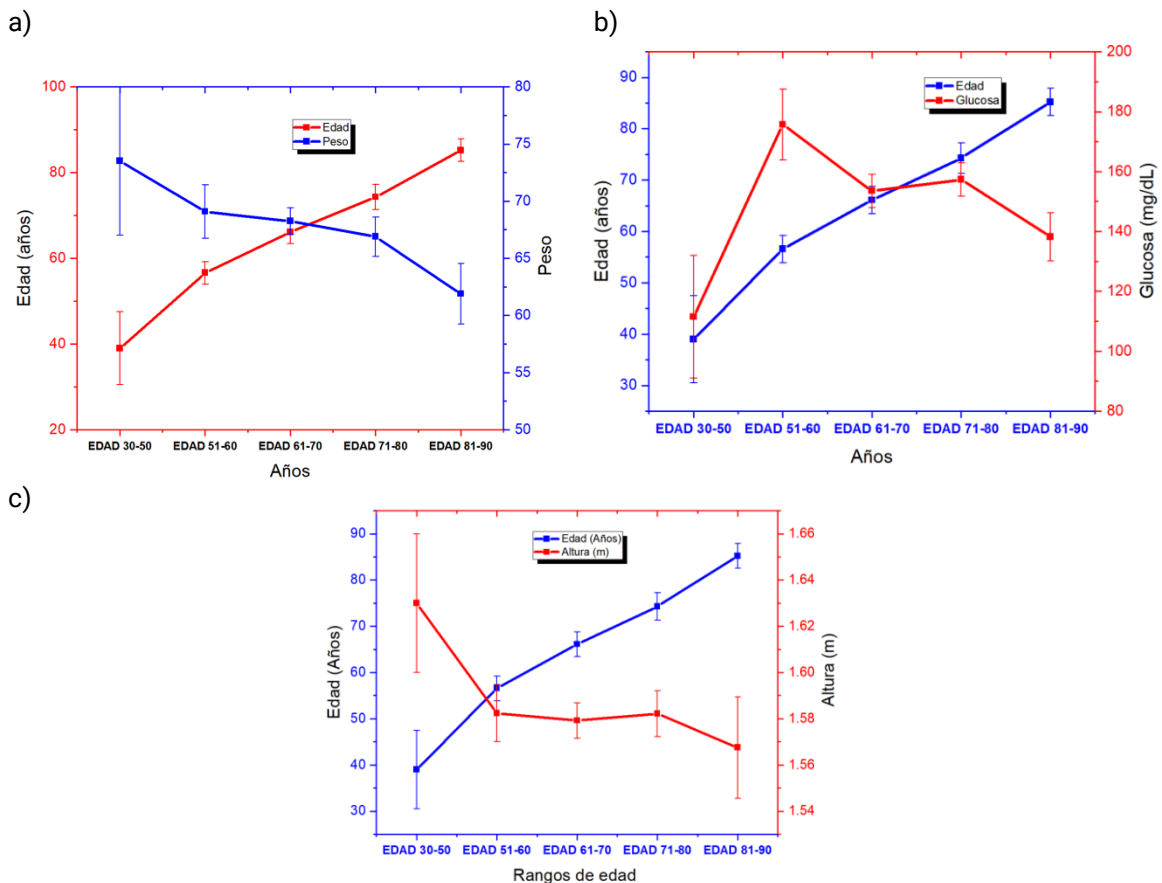 a)
100
80
60
40
20
Edad (años)
Edad
Peso
80
75
70
65
60
55
50
Peso
EDAD 30-50 EDAD 51-60 EDAD 61-70 EDAD 71-80 EDAD 81-90
Años
b)
90
80
70
60
50
40
30
Edad (años)
Edad
Glucosa
200
180
160
140
120
100
80
Glucosa (mg/dL)
EDAD 30-50 EDAD 51-60 EDAD 61-70 EDAD 71-80 EDAD 81-90
Años
c)
90
80
70
60
50
40
30
Edad (Años)
Edad (Años)
Altura (m)
1.66
1.64
1.62
1.60
1.58
1.56
1.54
Altura (m)
EDAD 30-50 EDAD 51-60 EDAD 61-70 EDAD 71-80 EDAD 81-90
Rangos de edad